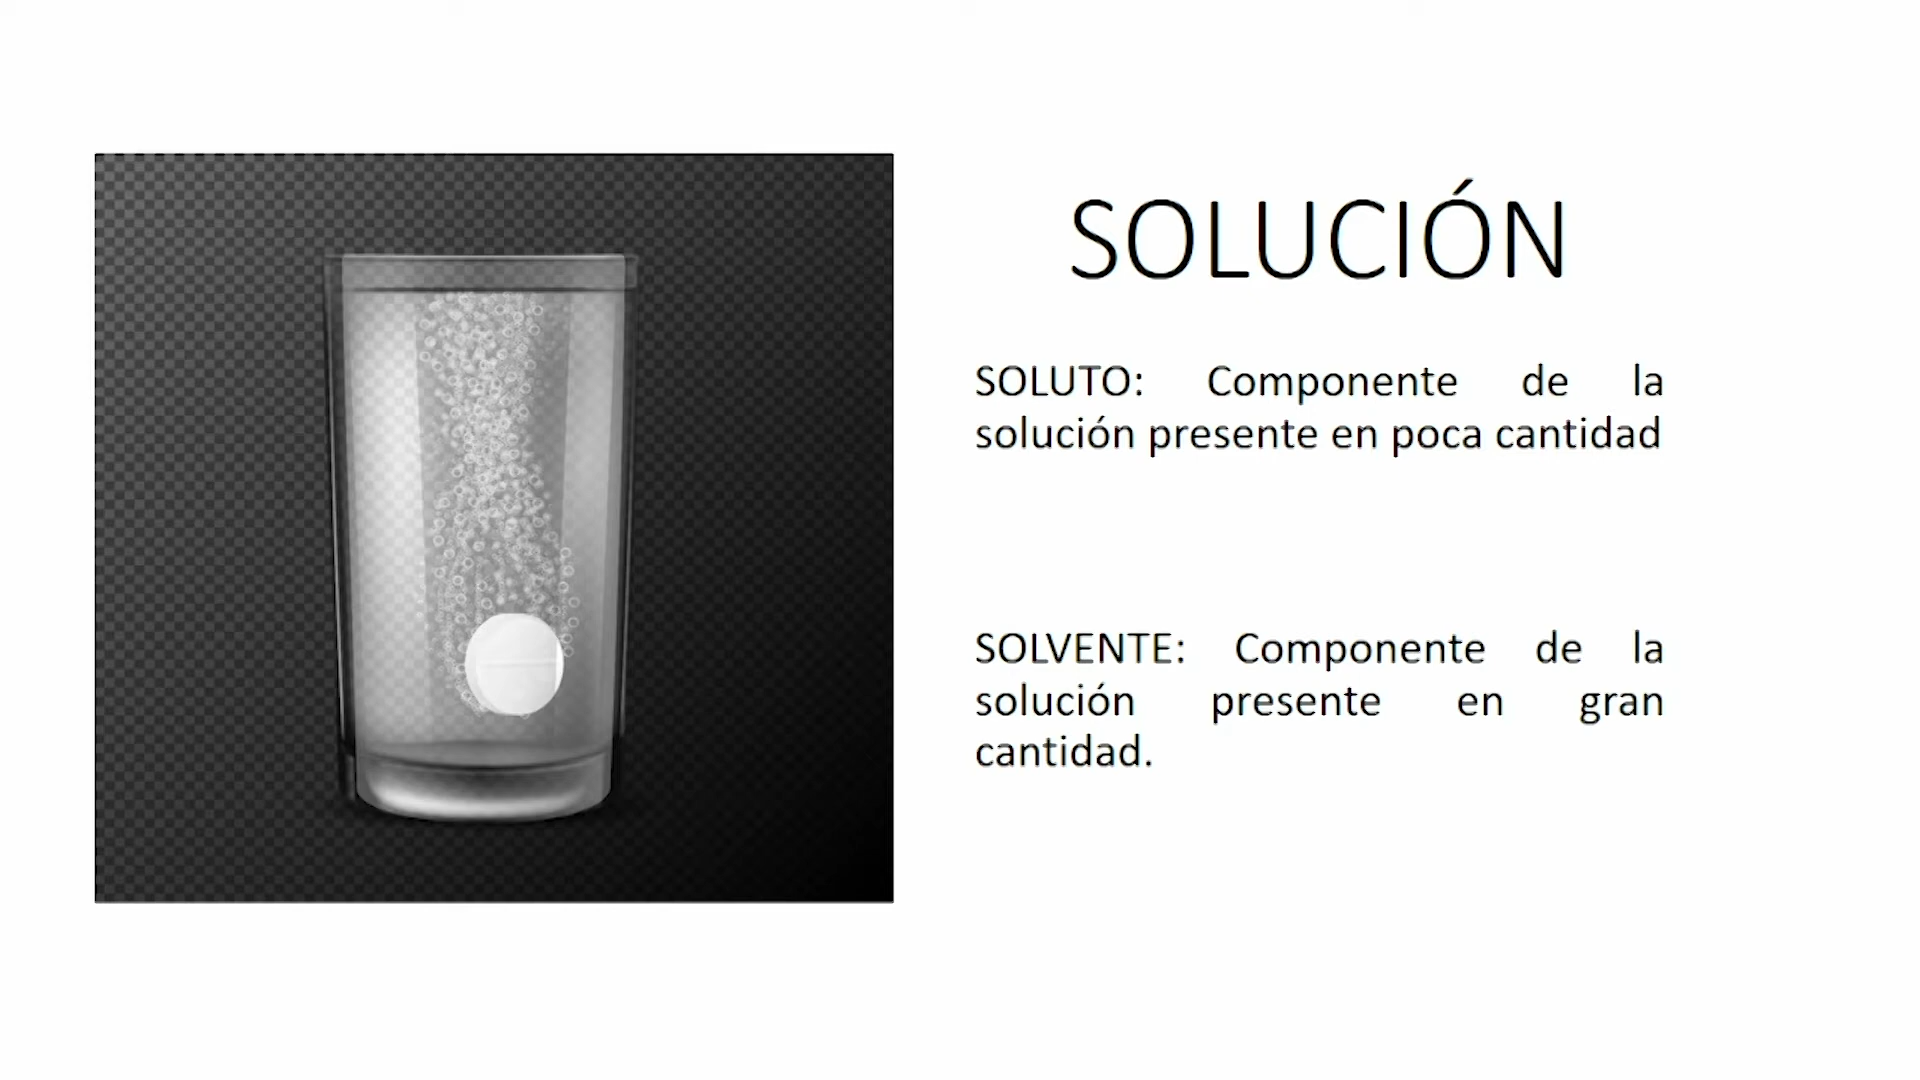 SOLUCIÓN
SOLUTO: Componente de la
solución presente en poca cantidad
SOLVENTE: Componente de la
solución presente en gran
cantidad.